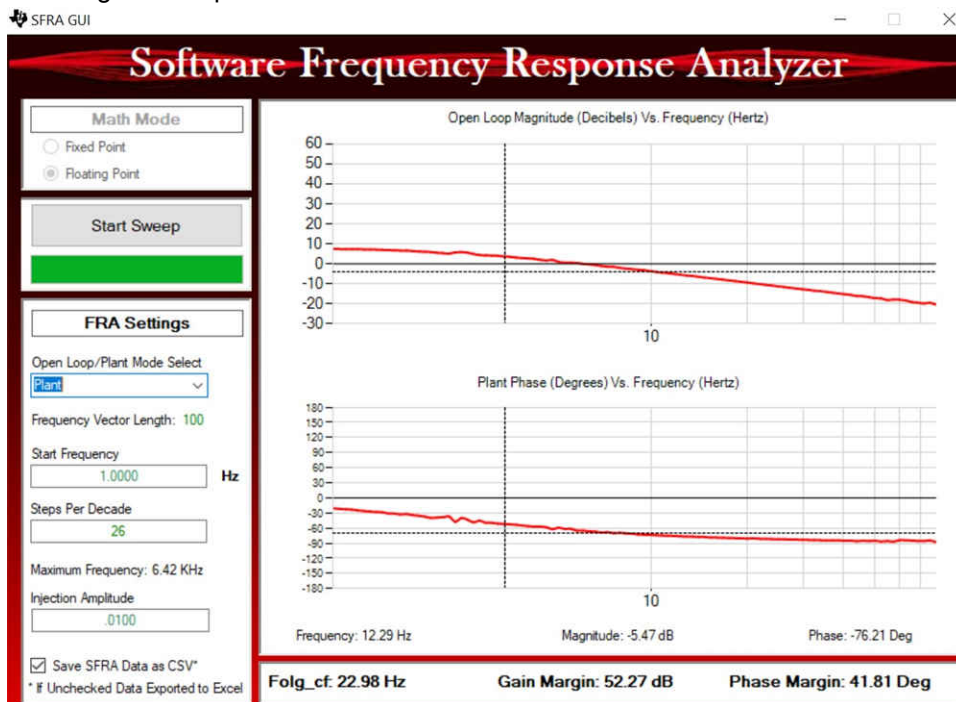 SFRA GUI
Software Frequency Response Analyzer
Math Mode
Fixed Point
Floating Point
Start Sweep
FRA Settings
Open Loop/Plant Mode Select
Plant
Frequency Vector Length: 100
Start Frequency
1.0000 Hz
Steps Per Decade
26
Maximum Frequency: 6.42 KHz
Injection Amplitude
.0100
Save SFRA Data as CSV*
* If Unchecked Data Exported to Excel
Open Loop Magnitude (Decibels) Vs. Frequency (Hertz)
60
50
40
30
20
10
0
-10
-20
-30
10
Plant Phase (Degrees) Vs. Frequency (Hertz)
180
150
120
90
60
30
0
-30
-60
-90
-120
-150
-180
10
Frequency: 12.29 Hz Magnitude: -5.47 dB Phase: -76.21 Deg
Folg_cf: 22.98 Hz Gain Margin: 52.27 dB Phase Margin: 41.81 Deg